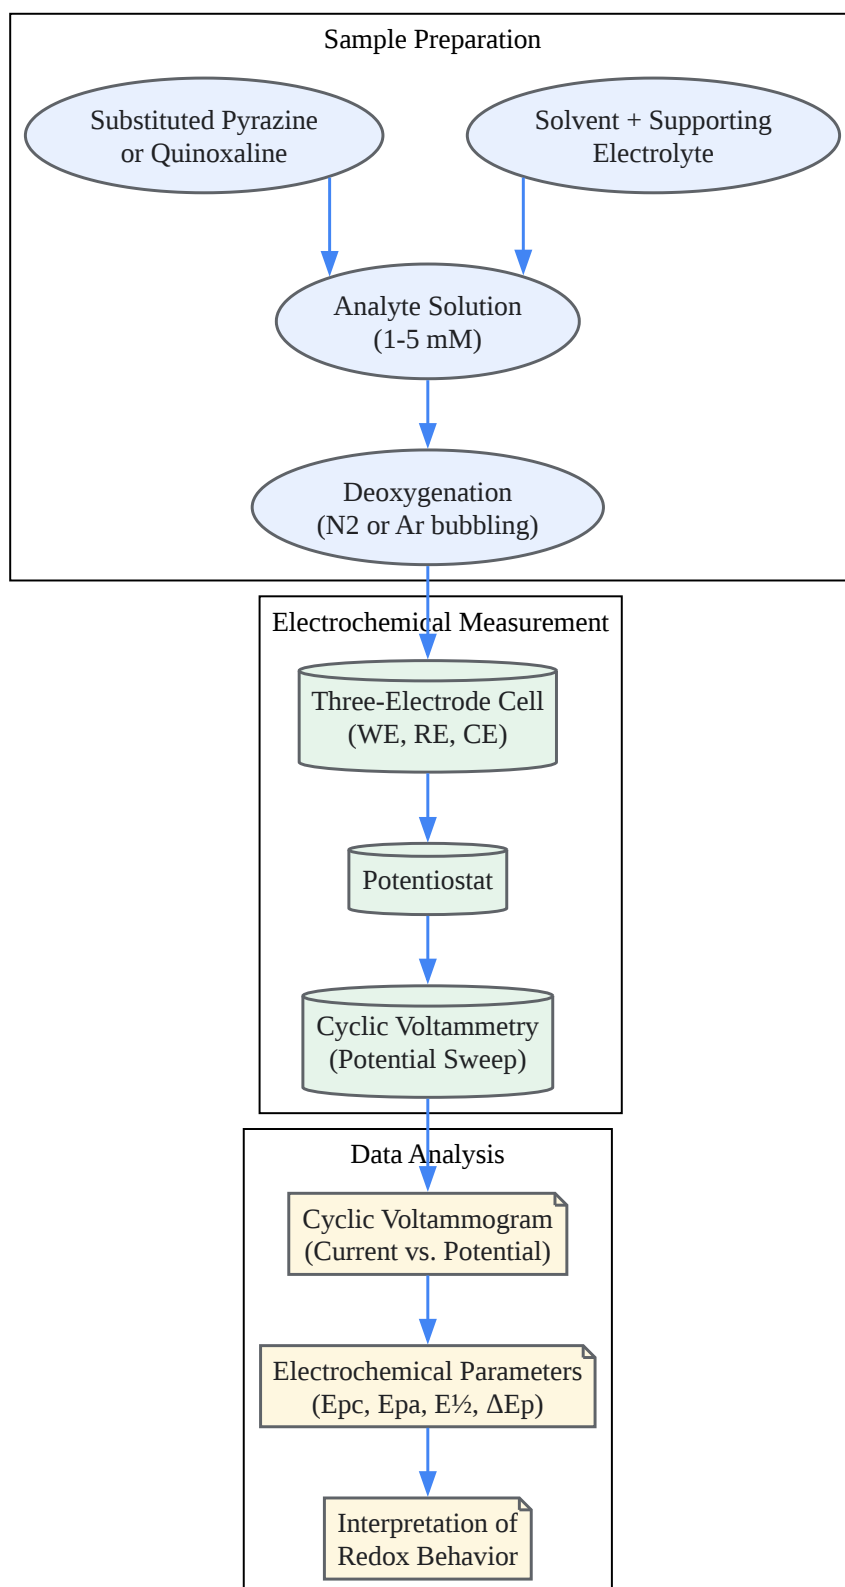 Sample Preparation
Substituted Pyrazine
or Quinoxaline
Solvent + Supporting
Electrolyte
Analyte Solution
(1-5 mM)
Deoxygenation
(N2 or Ar bubbling)
Electrochemical Measurement
Three-Electrode Cell
(WE, RE, CE)
Potentiostat
Cyclic Voltammetry
(Potential Sweep)
Data Analysis
Cyclic Voltammogram
(Current vs. Potential)
Electrochemical Parameters
(Epc, Epa, E½, ΔEp)
Interpretation of
Redox Behavior